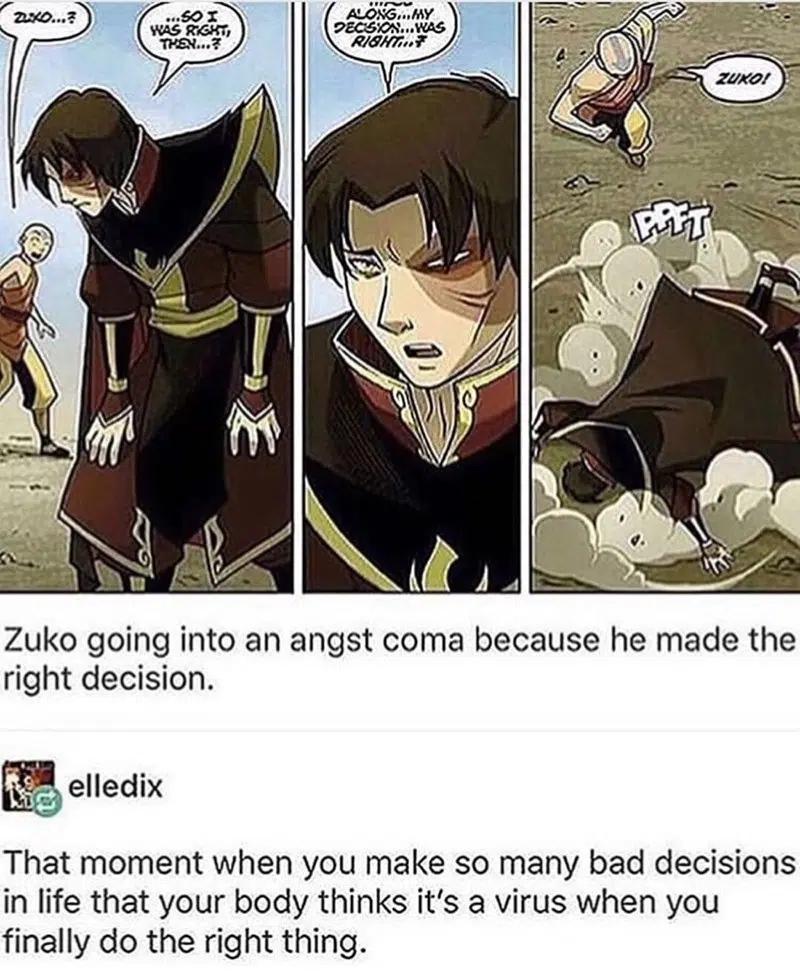 ZUKO...?
...SO I
WAS RIGHT,
THEN...?
ALONG...MY
DECISION...WAS
RIGHT...?
ZUKO!
PFFT
Zuko going into an angst coma because he made the
right decision.
elledix
That moment when you make so many bad decisions
in life that your body thinks it's a virus when you
finally do the right thing.